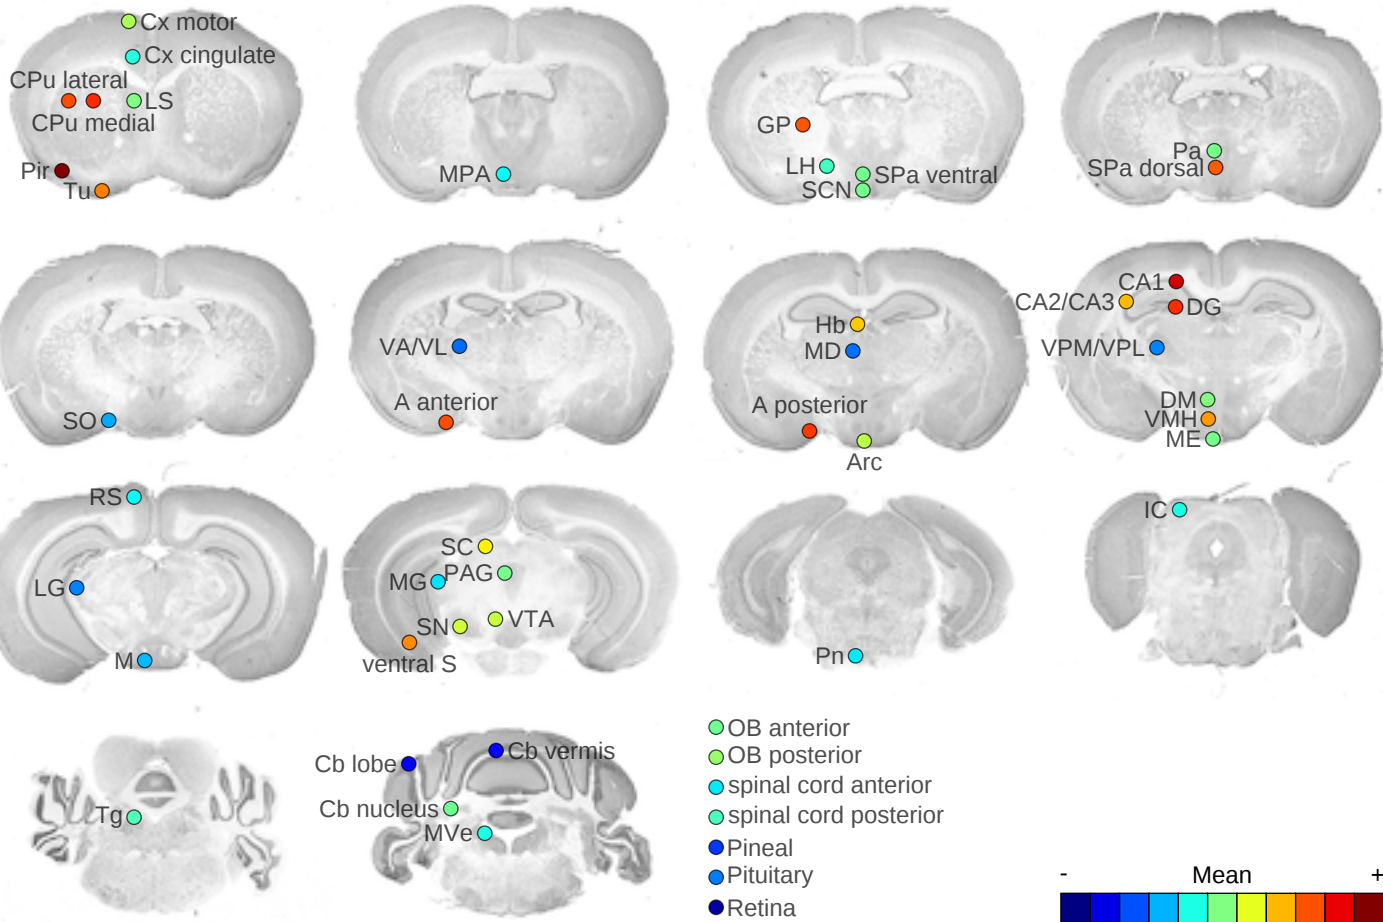 Cx motor
Cx cingulate
CPu lateral
LS
CPu medial
Pir
Tu
MPA
GP
LH
SPa ventral
SCN
Pa
SPa dorsal
SO
VA/VL
A anterior
Hb
MD
A posterior
Arc
CA1
CA2/CA3
DG
VPM/VPL
DM
VMH
ME
RS
LG
M
SC
PAG
MG
VTA
SN
ventral S
Pn
IC
Tg
Cb lobe
Cb vermis
Cb nucleus
MVe
OB anterior
OB posterior
spinal cord anterior
spinal cord posterior
Pineal
Pituitary
Retina
- Mean +